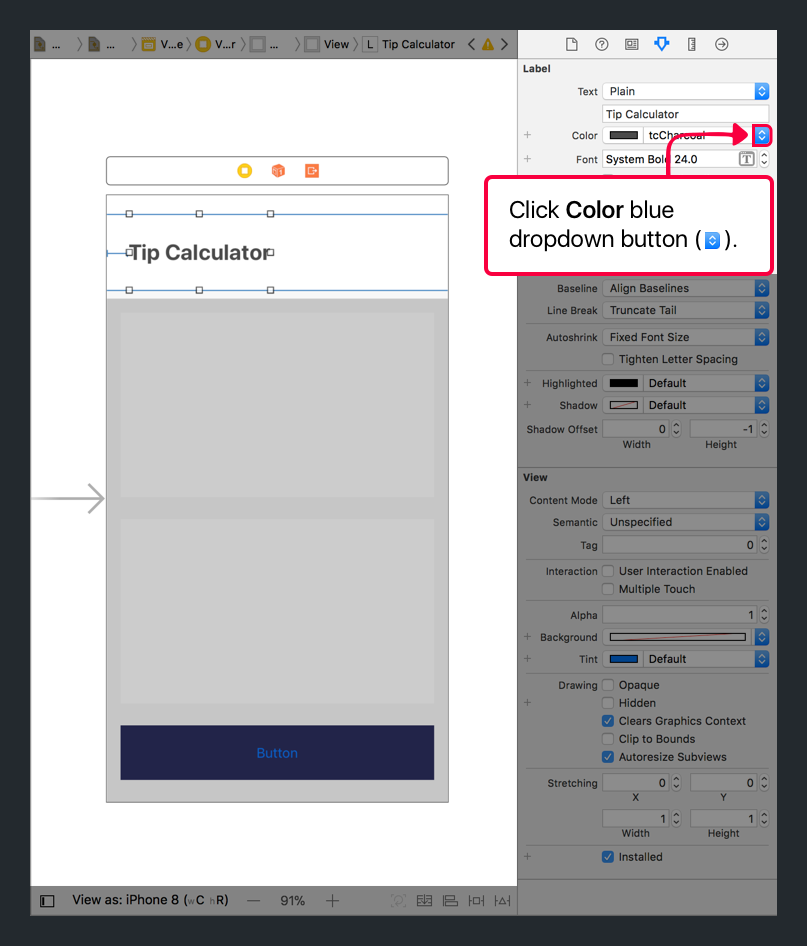 ... ... V...e V...r ... View L Tip Calculator
Label
Text Plain
Tip Calculator
Color tcCharcoal
Font System Bold 24.0 T
Click Color blue
dropdown button ( ).
Baseline Align Baselines
Line Break Truncate Tail
Autoshrink Fixed Font Size
Tighten Letter Spacing
Highlighted Default
Shadow Default
Shadow Offset 0 -1
Width Height
View
Content Mode Left
Semantic Unspecified
Tag 0
Interaction User Interaction Enabled
Multiple Touch
Alpha 1
Background
Tint Default
Drawing Opaque
Hidden
Clears Graphics Context
Clip to Bounds
Autoresize Subviews
Stretching 0 0
X Y
1 1
Width Height
Installed
Tip Calculator
Button
View as: iPhone 8 (wC hR) — 91% +